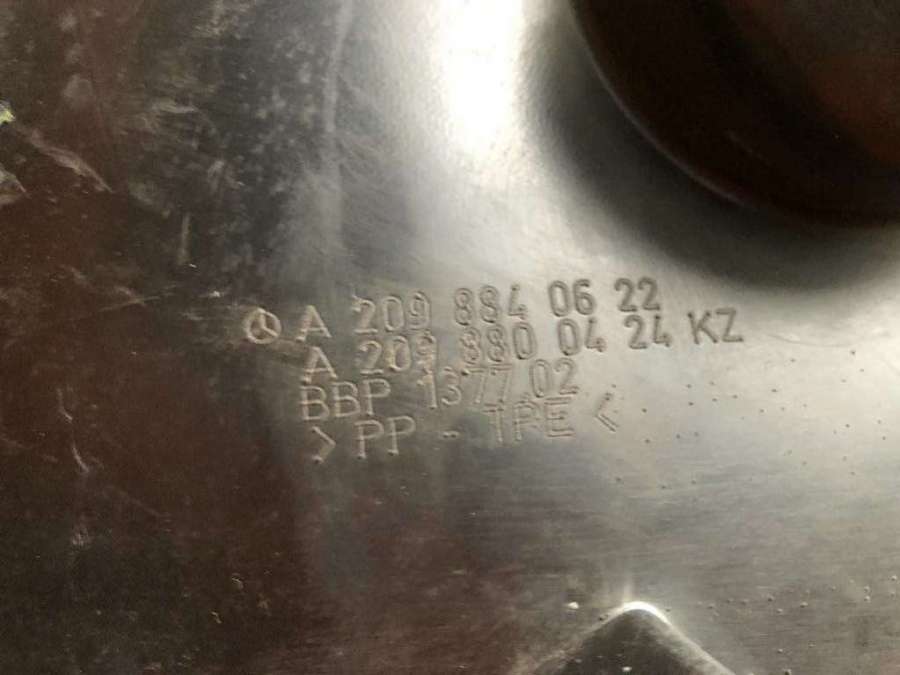 A 209 884 06 22
A 209 880 04 24 KZ
BBP 1377 02
> PP - TPE <